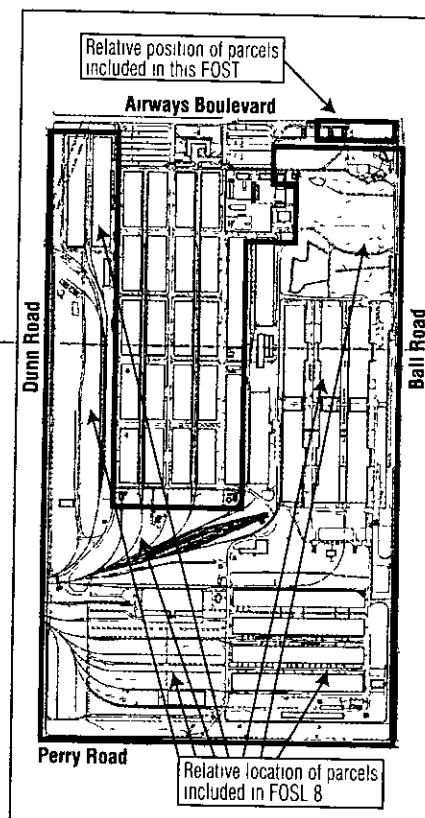 Relative position of parcels
included in this FOST
Airways Boulevard
Dunn Road
Ball Road
Perry Road
Relative location of parcels
included in FOSL 8